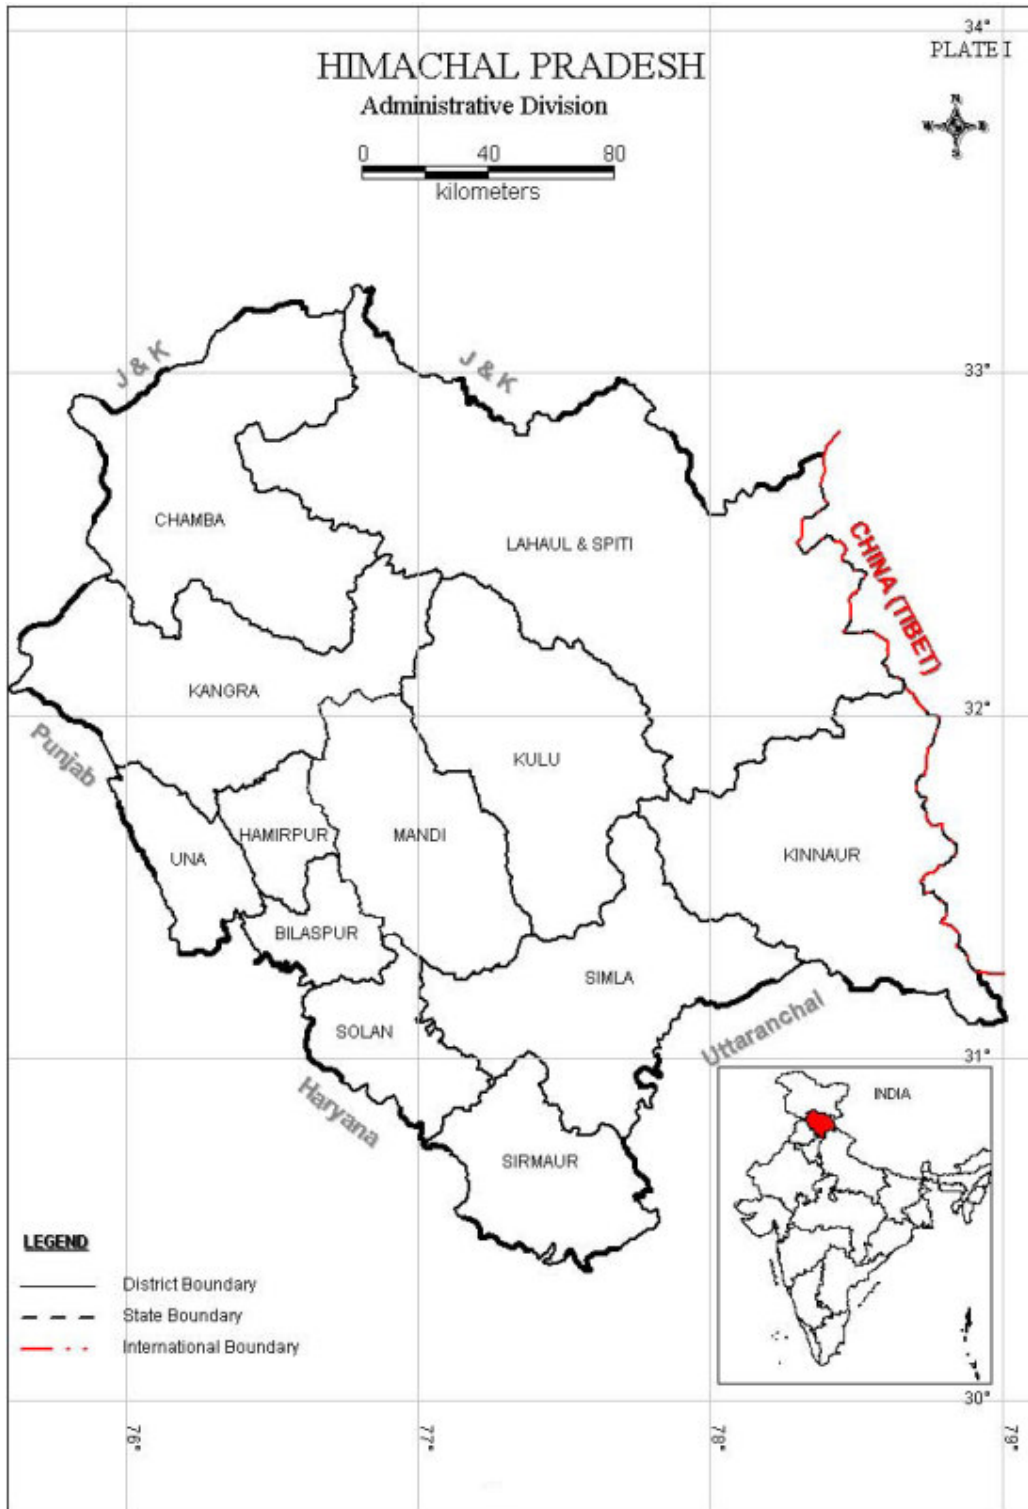 34°
PLATE I
HIMACHAL PRADESH
Administrative Division
N
W E
S
0 40 80
kilometers
J & K
J & K
33°
CHAMBA
LAHAUL & SPITI
CHINA (TIBET)
KANGRA
32°
Punjab
KULU
HAMIRPUR
MANDI
UNA
KINNAUR
BILASPUR
SIMLA
SOLAN
Uttaranchal
31°
Haryana
INDIA
SIRMAUR
LEGEND
District Boundary
State Boundary
International Boundary
30°
76° 77° 78° 79°